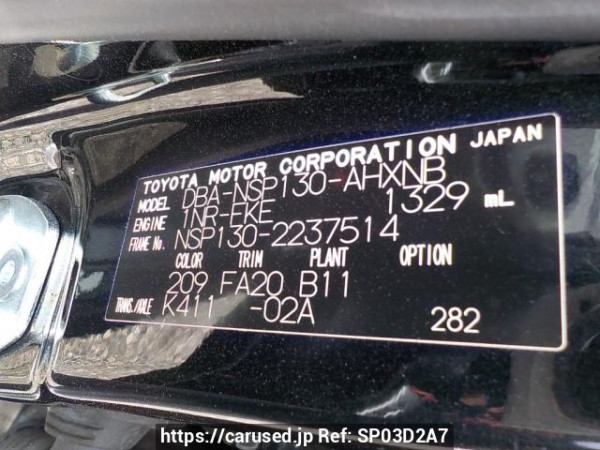 TOYOTA MOTOR CORPORATION JAPAN
MODEL DBA-NSP130-AHXNB
ENGINE 1NR-FKE 1329 mL
FRAME No. NSP130-2237514
COLOR TRIM PLANT OPTION
209 FA20 B11
TRANS./AXLE K411 -02A 282
https://carused.jp Ref: SP03D2A7